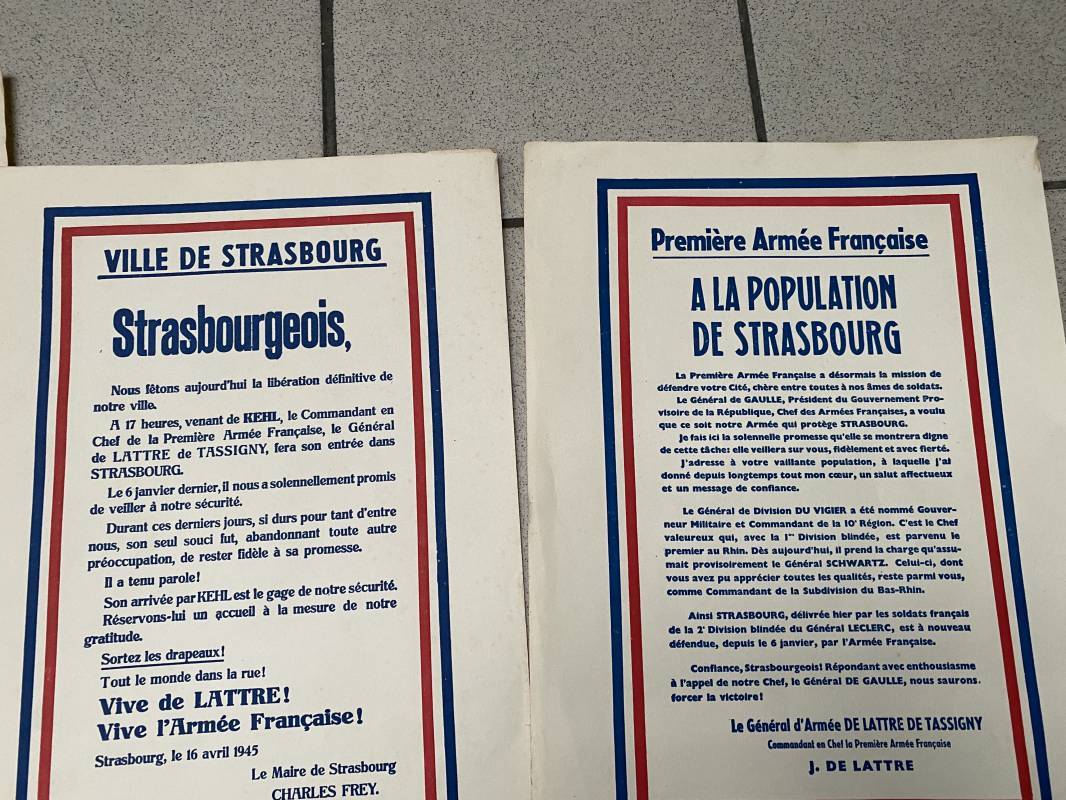 VILLE DE STRASBOURG
Strasbourgeois,
Nous fêtons aujourd'hui la libération définitive de
notre ville.
A 17 heures, venant de KEHL, le Commandant en
Chef de la Première Armée Française, le Général
de LATTRE de TASSIGNY, fera son entrée dans
STRASBOURG.
Le 6 janvier dernier, il nous a solennellement promis
de veiller à notre sécurité.
Durant ces derniers jours, si durs pour tant d'entre
nous, son seul souci fut, abandonnant toute autre
préoccupation, de rester fidèle à sa promesse.
Il a tenu parole!
Son arrivée par KEHL est le gage de notre sécurité.
Réservons-lui un accueil à la mesure de notre
gratitude.
Sortez les drapeaux!
Tout le monde dans la rue!
Vive de LATTRE!
Vive l'Armée Française!
Strasbourg, le 16 avril 1945
Le Maire de Strasbourg
CHARLES FREY.
Première Armée Française
A LA POPULATION
DE STRASBOURG
La Première Armée Française a désormais la mission de
défendre votre Cité, chère entre toutes à nos âmes de soldats.
Le Général de GAULLE, Président du Gouvernement Pro-
visoire de la République, Chef des Armées Françaises, a voulu
que ce soit notre Armée qui protège STRASBOURG.
Je fais ici la solennelle promesse qu'elle se montrera digne
de cette tâche: elle veillera sur vous, fidèlement et avec fierté.
J'adresse à votre vaillante population, à laquelle j'ai
donné depuis longtemps tout mon cœur, un salut affectueux
et un message de confiance.
Le Général de Division DU VIGIER a été nommé Gouver-
neur Militaire et Commandant de la 10e Région. C'est le Chef
valeureux qui, avec la 1re Division blindée, est parvenu le
premier au Rhin. Dès aujourd'hui, il prend la charge qu'assu-
mait provisoirement le Général SCHWARTZ. Celui-ci, dont
vous avez pu apprécier toutes les qualités, reste parmi vous,
comme Commandant de la Subdivision du Bas-Rhin.
Ainsi STRASBOURG, délivrée hier par les soldats français
de la 2e Division blindée du Général LECLERC, est à nouveau
défendue, depuis le 6 janvier, par l'Armée Française.
Confiance, Strasbourgeois! Répondant avec enthousiasme
à l'appel de notre Chef, le Général DE GAULLE, nous saurons
forcer la victoire!
Le Général d'Armée DE LATTRE DE TASSIGNY
Commandant en Chef la Première Armée Française
J. DE LATTRE